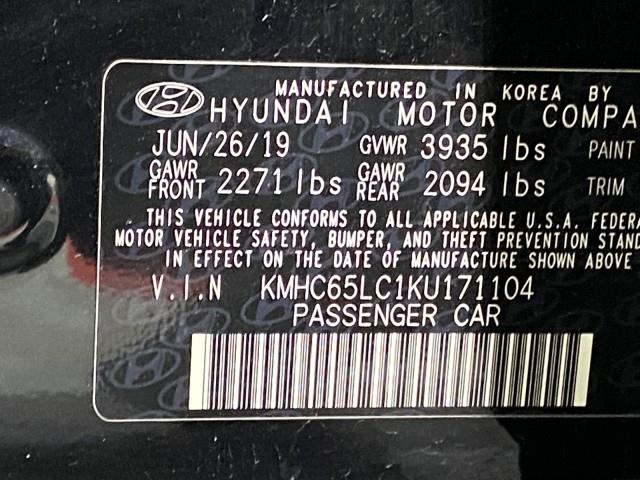 MANUFACTURED IN KOREA BY
HYUNDAI MOTOR COMPA
JUN/26/19 GVWR 3935 lbs PAINT
GAWR FRONT 2271 lbs GAWR REAR 2094 lbs TRIM
THIS VEHICLE CONFORMS TO ALL APPLICABLE U.S.A. FEDERA
MOTOR VEHICLE SAFETY, BUMPER, AND THEFT PREVENTION STAND
IN EFFECT ON THE DATE OF MANUFACTURE SHOWN ABOVE
V.I.N KMHC65LC1KU171104
PASSENGER CAR